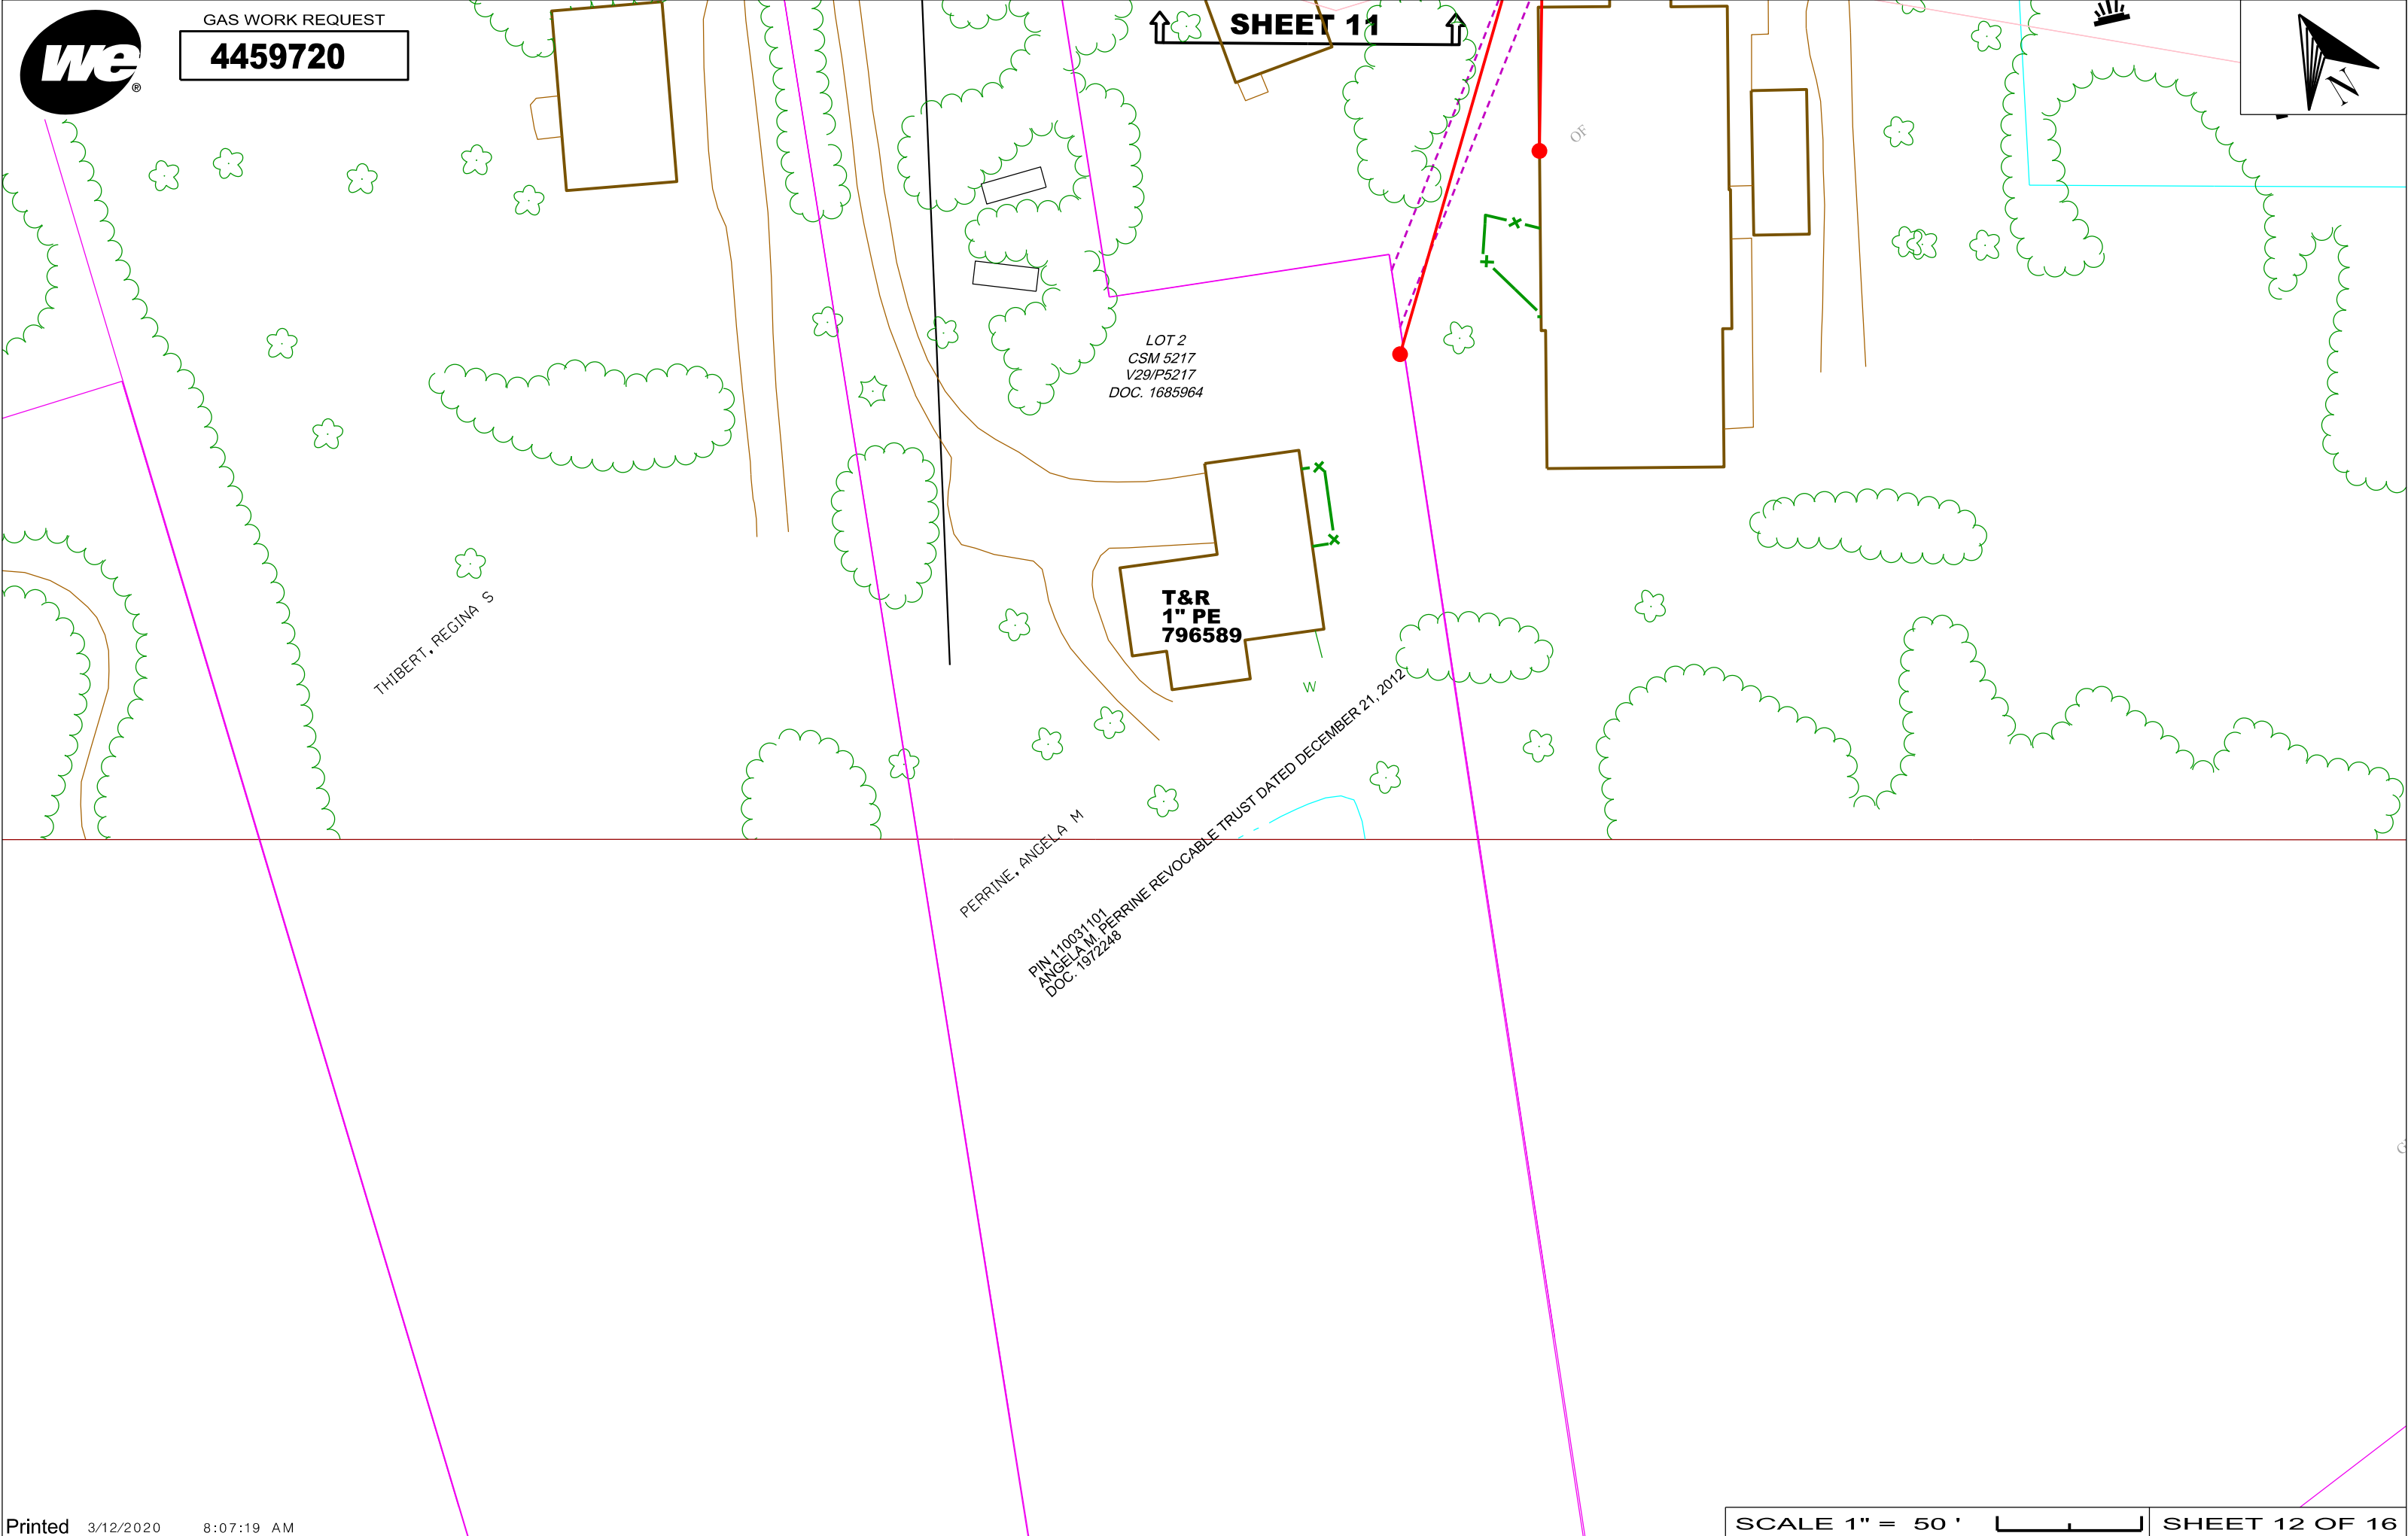 we®
GAS WORK REQUEST
4459720
SHEET 11
N
OF
LOT 2
CSM 5217
V29/P5217
DOC. 1685964
T&R
1" PE
796589
W
THIBERT, REGINA S
PERRINE, ANGELA M
PIN 110031101
ANGELA M. PERRINE REVOCABLE TRUST DATED DECEMBER 21, 2012
DOC. 1972248
Printed 3/12/2020 8:07:19 AM
SCALE 1" = 50 '
SHEET 12 OF 16